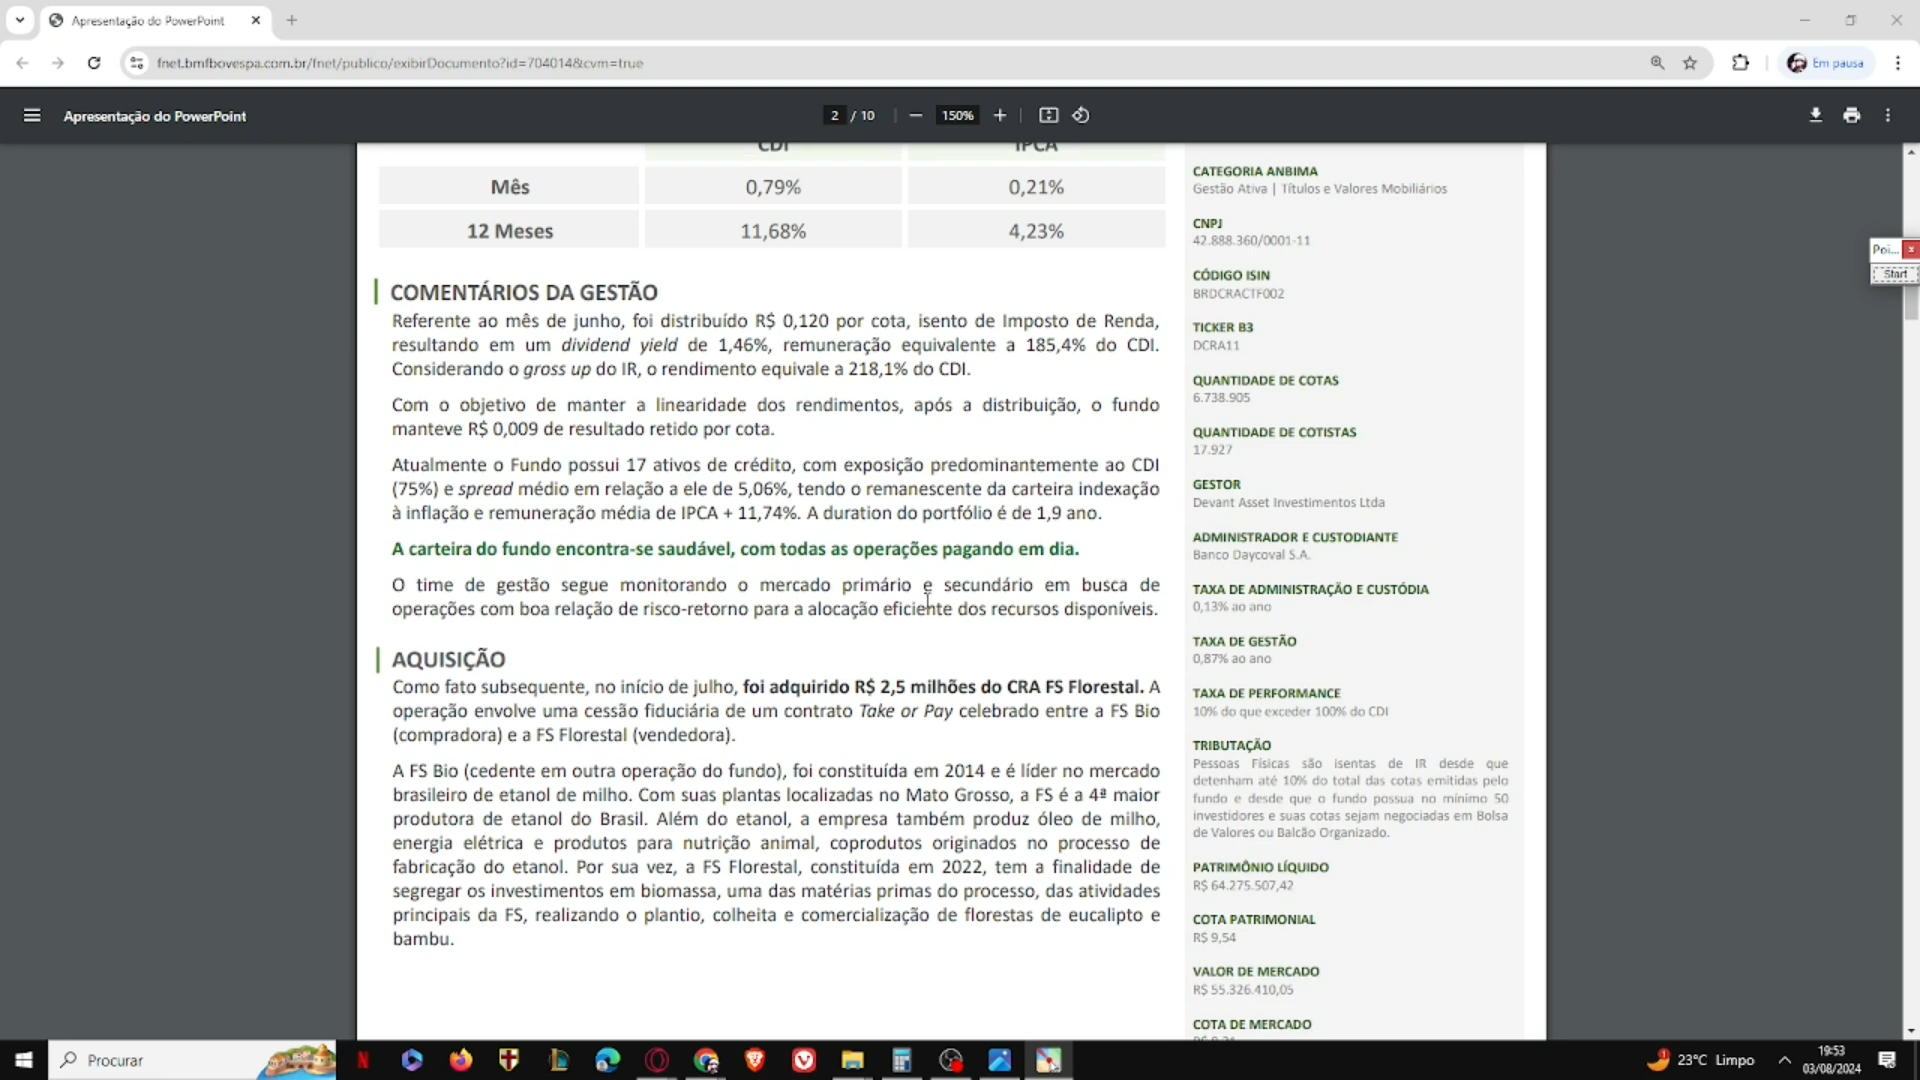 Apresentação do PowerPoint
fnet.bmfbovespa.com.br/fnet/publico/exibirDocumento?id=704014&cvm=true
Em pausa
Apresentação do PowerPoint
2 / 10
150%
CDI IPCA
Mês 0,79% 0,21%
12 Meses 11,68% 4,23%
COMENTÁRIOS DA GESTÃO
Referente ao mês de junho, foi distribuído R$ 0,120 por cota, isento de Imposto de Renda,
resultando em um dividend yield de 1,46%, remuneração equivalente a 185,4% do CDI.
Considerando o gross up do IR, o rendimento equivale a 218,1% do CDI.
Com o objetivo de manter a linearidade dos rendimentos, após a distribuição, o fundo
manteve R$ 0,009 de resultado retido por cota.
Atualmente o Fundo possui 17 ativos de crédito, com exposição predominantemente ao CDI
(75%) e spread médio em relação a ele de 5,06%, tendo o remanescente da carteira indexação
à inflação e remuneração média de IPCA + 11,74%. A duration do portfólio é de 1,9 ano.
A carteira do fundo encontra-se saudável, com todas as operações pagando em dia.
O time de gestão segue monitorando o mercado primário e secundário em busca de
operações com boa relação de risco-retorno para a alocação eficiente dos recursos disponíveis.
AQUISIÇÃO
Como fato subsequente, no início de julho, foi adquirido R$ 2,5 milhões do CRA FS Florestal. A
operação envolve uma cessão fiduciária de um contrato Take or Pay celebrado entre a FS Bio
(compradora) e a FS Florestal (vendedora).
A FS Bio (cedente em outra operação do fundo), foi constituída em 2014 e é líder no mercado
brasileiro de etanol de milho. Com suas plantas localizadas no Mato Grosso, a FS é a 4ª maior
produtora de etanol do Brasil. Além do etanol, a empresa também produz óleo de milho,
energia elétrica e produtos para nutrição animal, coprodutos originados no processo de
fabricação do etanol. Por sua vez, a FS Florestal, constituída em 2022, tem a finalidade de
segregar os investimentos em biomassa, uma das matérias primas do processo, das atividades
principais da FS, realizando o plantio, colheita e comercialização de florestas de eucalipto e
bambu.
CATEGORIA ANBIMA
Gestão Ativa | Títulos e Valores Mobiliários
CNPJ
42.888.360/0001-11
CÓDIGO ISIN
BRDCRACTF002
TICKER B3
DCRA11
QUANTIDADE DE COTAS
6.738.905
QUANTIDADE DE COTISTAS
17.927
GESTOR
Devant Asset Investimentos Ltda
ADMINISTRADOR E CUSTODIANTE
Banco Daycoval S.A.
TAXA DE ADMINISTRAÇÃO E CUSTÓDIA
0,13% ao ano
TAXA DE GESTÃO
0,87% ao ano
TAXA DE PERFORMANCE
10% do que exceder 100% do CDI
TRIBUTAÇÃO
Pessoas Físicas são isentas de IR desde que
detenham até 10% do total das cotas emitidas pelo
fundo e desde que o fundo possua no mínimo 50
investidores e suas cotas sejam negociadas em Bolsa
de Valores ou Balcão Organizado.
PATRIMÔNIO LÍQUIDO
R$ 64.275.507,42
COTA PATRIMONIAL
R$ 9,54
VALOR DE MERCADO
R$ 55.326.410,05
COTA DE MERCADO
Poi...
Start
Procurar
23°C Limpo
19:53
03/08/2024